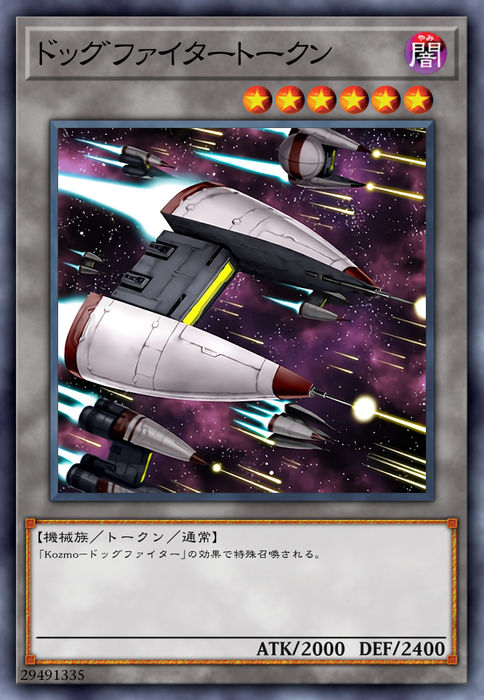 ドッグファイタートークン
やみ
闇
【機械族／トークン／通常】
「Kozmo－ドッグファイター」の効果で特殊召喚される。
ATK/2000 DEF/2400
29491335